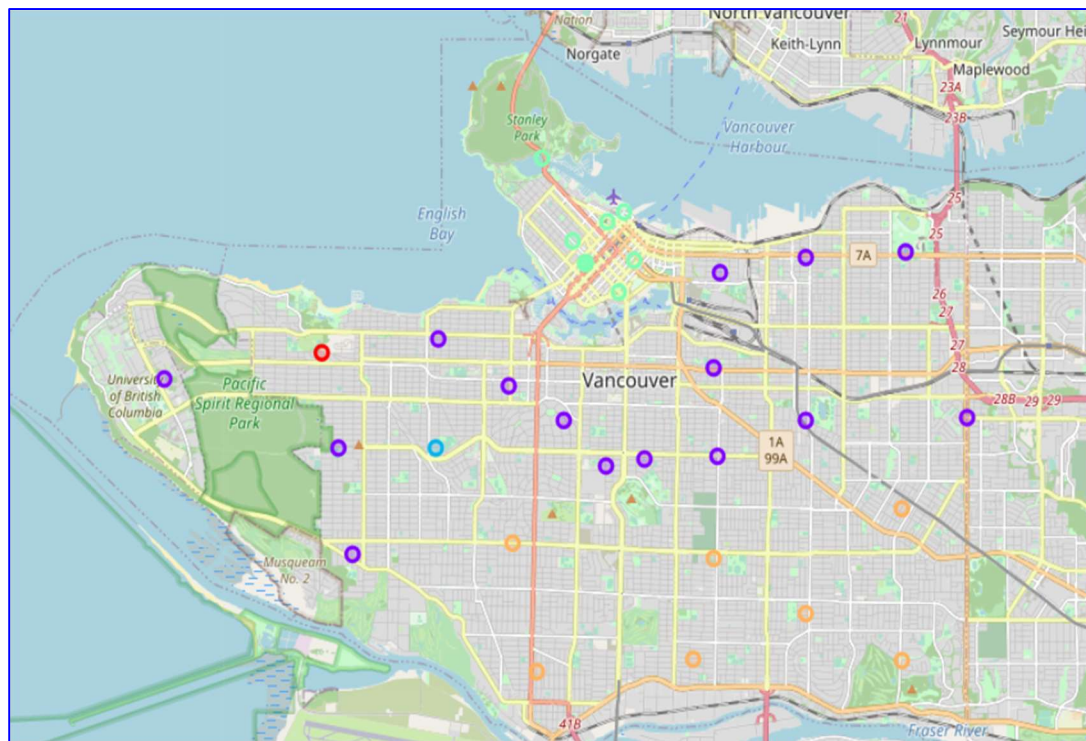 Nation
North Vancouver
21
Lynnmour
Seymour Hei
Norgate
Keith-Lynn
Maplewood
23A
23B
Stanley
Park
Vancouver
Harbour
English
Bay
25
25
7A
26
27
27
28
28B
29
29
University
of British
Columbia
Pacific
Spirit Regional
Park
Vancouver
1A
99A
Musqueam
No. 2
41B
Fraser River